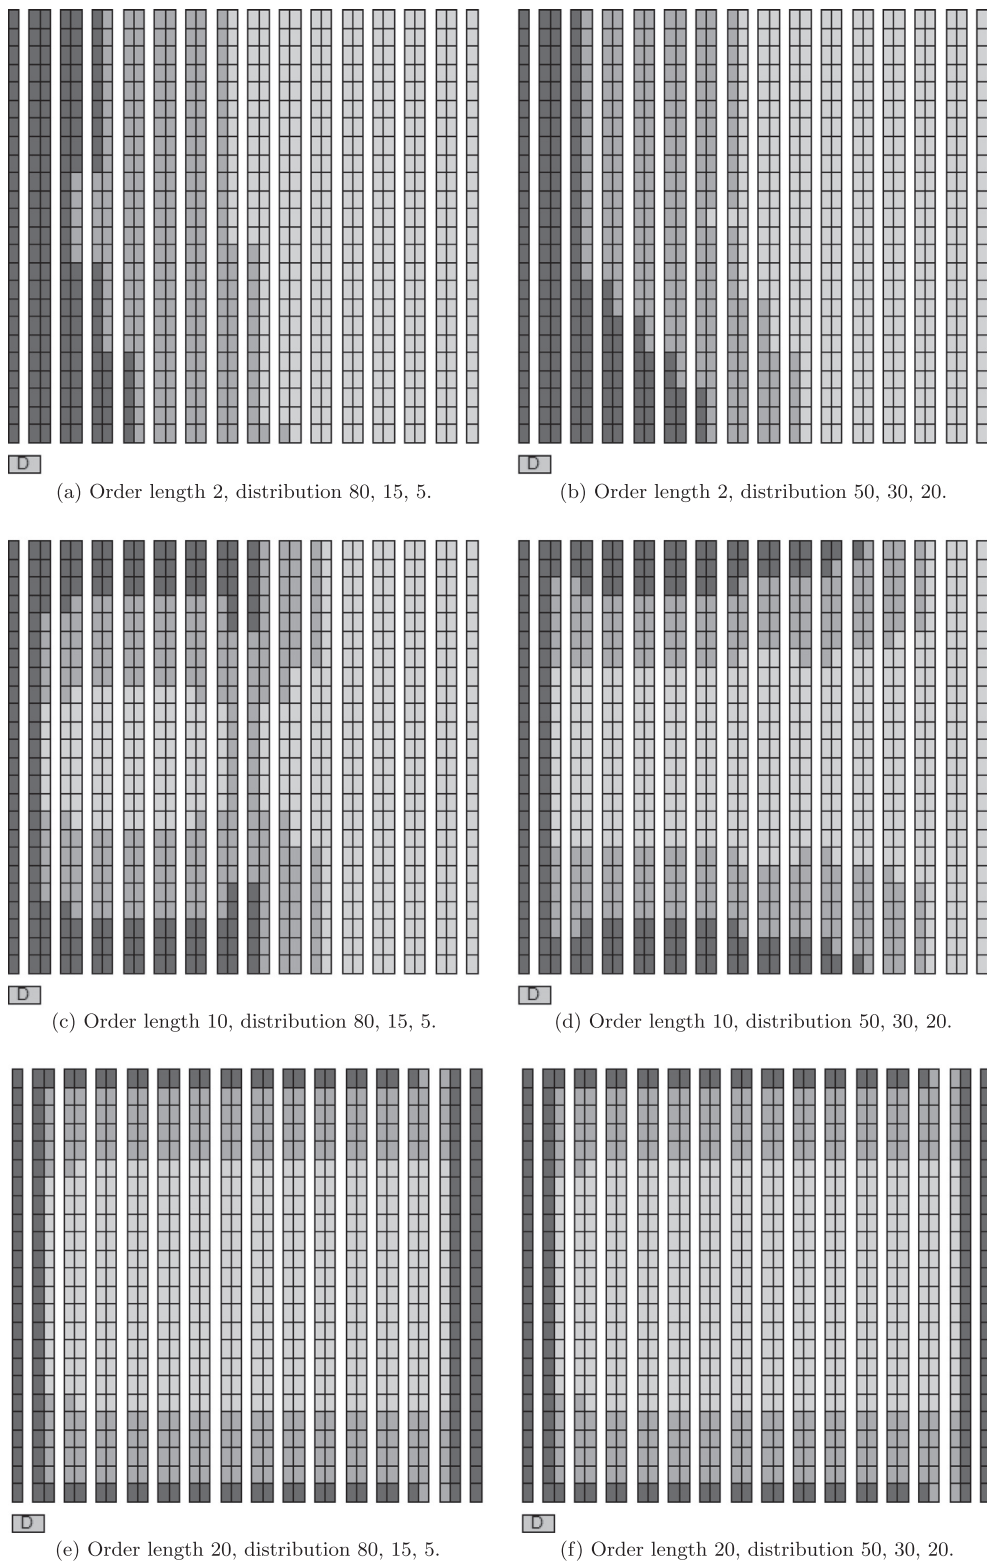 D D
(a) Order length 2, distribution 80, 15, 5. (b) Order length 2, distribution 50, 30, 20.
D D
(c) Order length 10, distribution 80, 15, 5. (d) Order length 10, distribution 50, 30, 20.
D D
(e) Order length 20, distribution 80, 15, 5. (f) Order length 20, distribution 50, 30, 20.